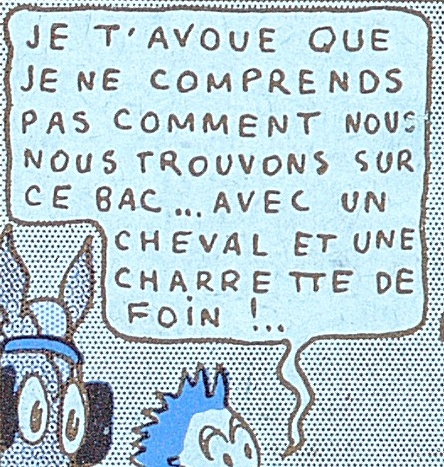 JE T'AVOUE QUE
JE NE COMPRENDS
PAS COMMENT NOUS
NOUS TROUVONS SUR
CE BAC... AVEC UN
CHEVAL ET UNE
CHARRETTE DE
FOIN !..